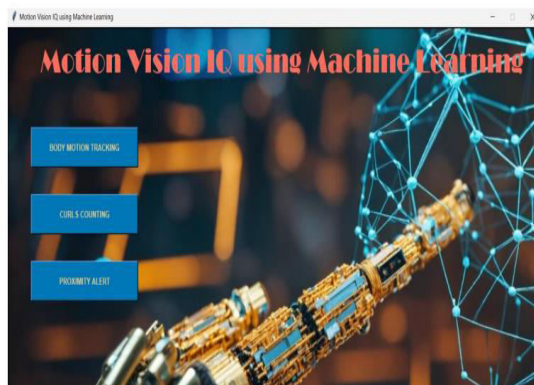 Motion Vision IQ using Machine Learning
Motion Vision IQ using Machine Learning
BODY MOTION TRACKING
CURLS COUNTING
PROXIMITY ALERT